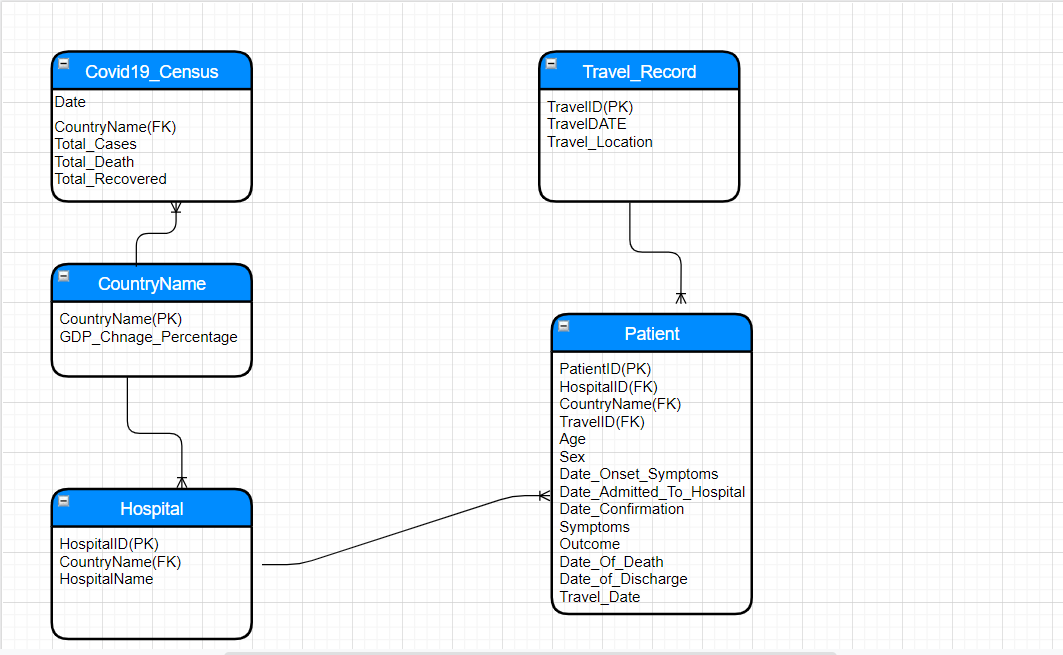 Covid19_Census
Date
CountryName(FK)
Total_Cases
Total_Death
Total_Recovered
Travel_Record
TravelID(PK)
TravelDATE
Travel_Location
CountryName
CountryName(PK)
GDP_Chnage_Percentage
Patient
PatientID(PK)
HospitalID(FK)
CountryName(FK)
TravelID(FK)
Age
Sex
Date_Onset_Symptoms
Date_Admitted_To_Hospital
Date_Confirmation
Symptoms
Outcome
Date_Of_Death
Date_of_Discharge
Travel_Date
Hospital
HospitalID(PK)
CountryName(FK)
HospitalName